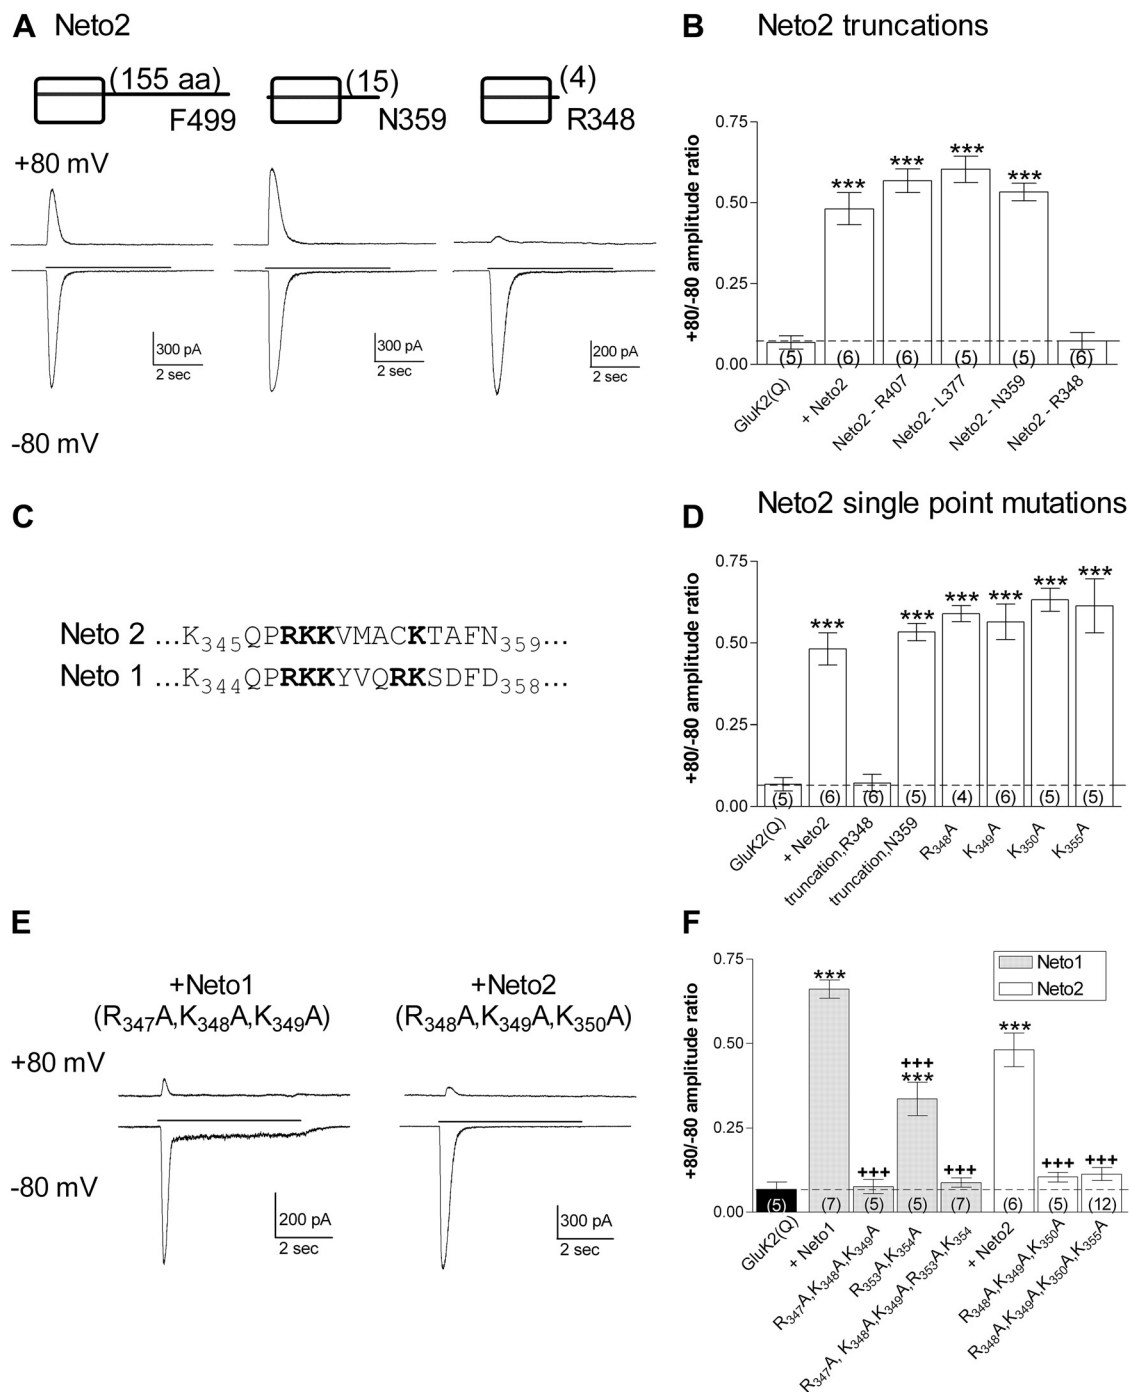 A Neto2
(155 aa) (15) (4)
F499 N359 R348
+80 mV
300 pA 300 pA 200 pA
2 sec 2 sec 2 sec
-80 mV
B Neto2 truncations
+80/-80 amplitude ratio
0.75
0.50
0.25
0.00
*** *** *** ***
(5) (6) (6) (5) (5) (6)
GluK2(Q) + Neto2 Neto2 - R407 Neto2 - L377 Neto2 - N359 Neto2 - R348
C
Neto 2 ...K345QPRKKVMACKTAFN359...
Neto 1 ...K344QPRKKYVQRKSDFD358...
D Neto2 single point mutations
+80/-80 amplitude ratio
0.75
0.50
0.25
0.00
*** *** *** *** *** ***
(5) (6) (6) (5) (4) (6) (5) (5)
GluK2(Q) + Neto2 truncation,R348 truncation,N359 R348A K349A K350A K355A
E
+Neto1 +Neto2
(R347A,K348A,K349A) (R348A,K349A,K350A)
+80 mV
-80 mV
200 pA 300 pA
2 sec 2 sec
F
Neto1
Neto2
+80/-80 amplitude ratio
0.75
0.50
0.25
0.00
*** +++ +++ *** +++ *** +++ +++
(5) (7) (5) (5) (7) (6) (5) (12)
GluK2(Q) + Neto1 R347A,K348A,K349A R353A,K354A R347A, K348A,K349A,R353A,K354 + Neto2 R348A,K349A,K350A R348A,K349A,K350A,K355A